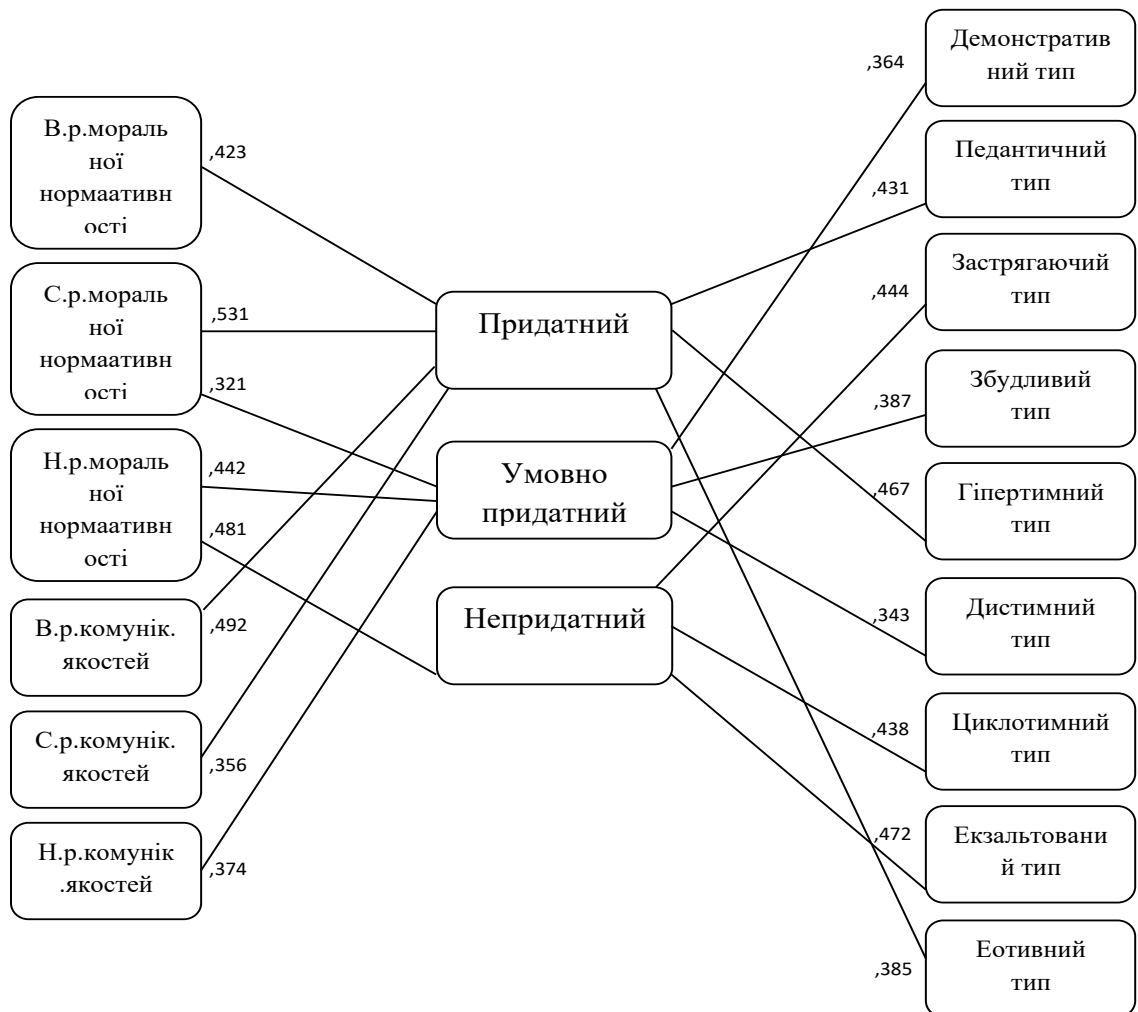 В.р.мораль
ної
нормаативн
ості
,423
С.р.мораль
ної
нормаативн
ості
,531
,321
Н.р.мораль
ної
нормаативн
ості
,442
,481
В.р.комунік.
якостей
,492
С.р.комунік.
якостей
,356
Н.р.комунік
.якостей
,374
Придатний
Умовно
придатний
Непридатний
,364
Демонстратив
ний тип
,431
Педантичний
тип
,444
Застрягаючий
тип
,387
Збудливий
тип
,467
Гіпертимний
тип
,343
Дистимний
тип
,438
Циклотимний
тип
,472
Екзальтовани
й тип
,385
Еотивний
тип